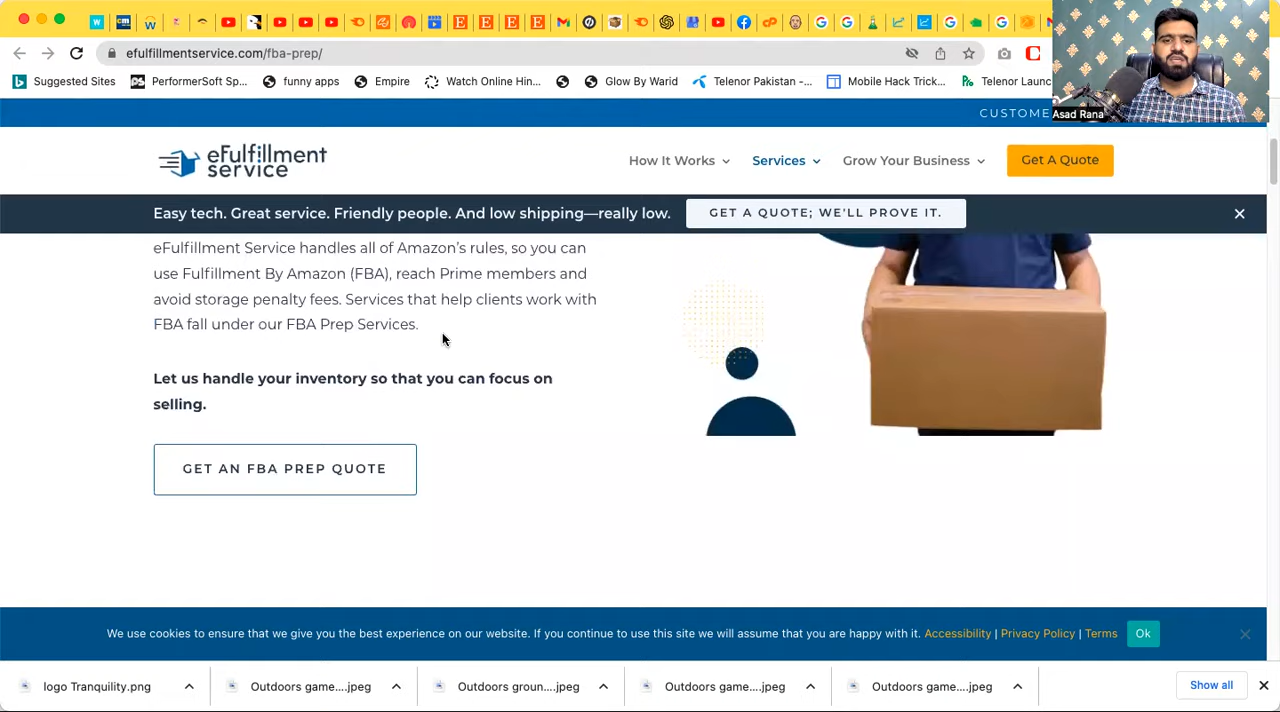 efulfillmentservice.com/fba-prep/
Suggested Sites
PerformerSoft Sp...
funny apps
Empire
Watch Online Hin...
Glow By Warid
Telenor Pakistan -...
Mobile Hack Trick...
Telenor Launc
Asad Rana
CUSTOME
eFulfillment
service
How It Works
Services
Grow Your Business
Get A Quote
Easy tech. Great service. Friendly people. And low shipping—really low.
GET A QUOTE; WE'LL PROVE IT.
eFulfillment Service handles all of Amazon's rules, so you can
use Fulfillment By Amazon (FBA), reach Prime members and
avoid storage penalty fees. Services that help clients work with
FBA fall under our FBA Prep Services.
Let us handle your inventory so that you can focus on
selling.
GET AN FBA PREP QUOTE
We use cookies to ensure that we give you the best experience on our website. If you continue to use this site we will assume that you are happy with it. Accessibility | Privacy Policy | Terms
Ok
logo Tranquility.png
Outdoors game....jpeg
Outdoors groun....jpeg
Outdoors game....jpeg
Outdoors game....jpeg
Show all